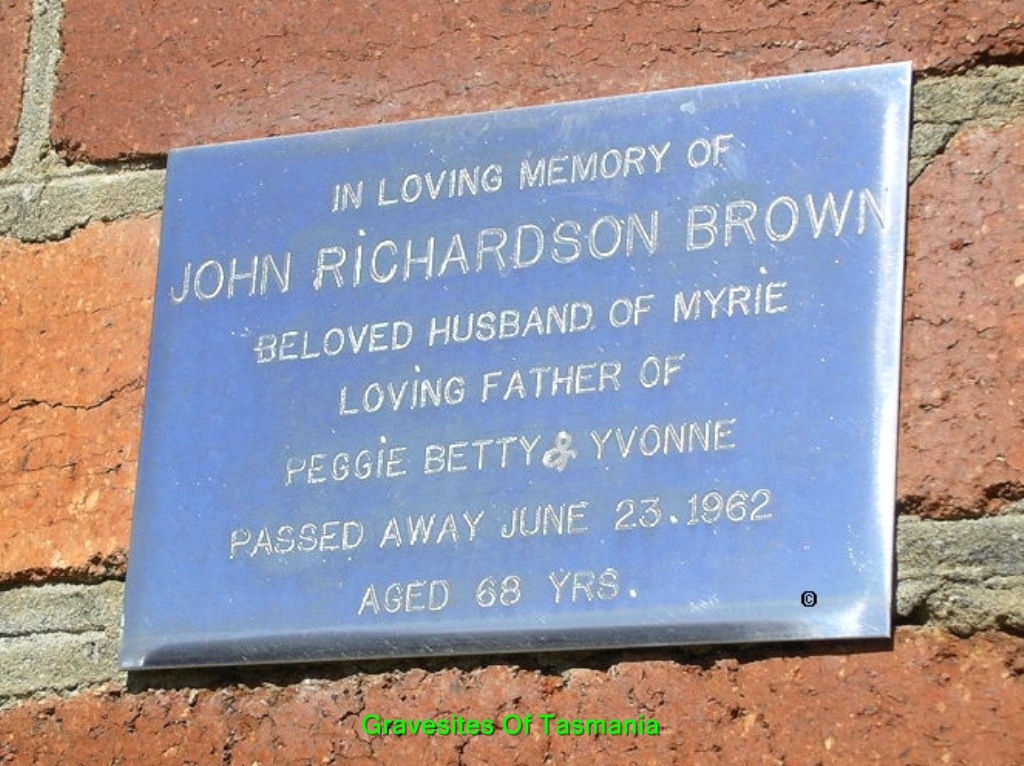 IN LOVING MEMORY OF
JOHN RICHARDSON BROWN
BELOVED HUSBAND OF MYRIE
LOVING FATHER OF
PEGGIE BETTY & YVONNE
PASSED AWAY JUNE 23.1962
AGED 68 YRS.
©
Gravesites Of Tasmania